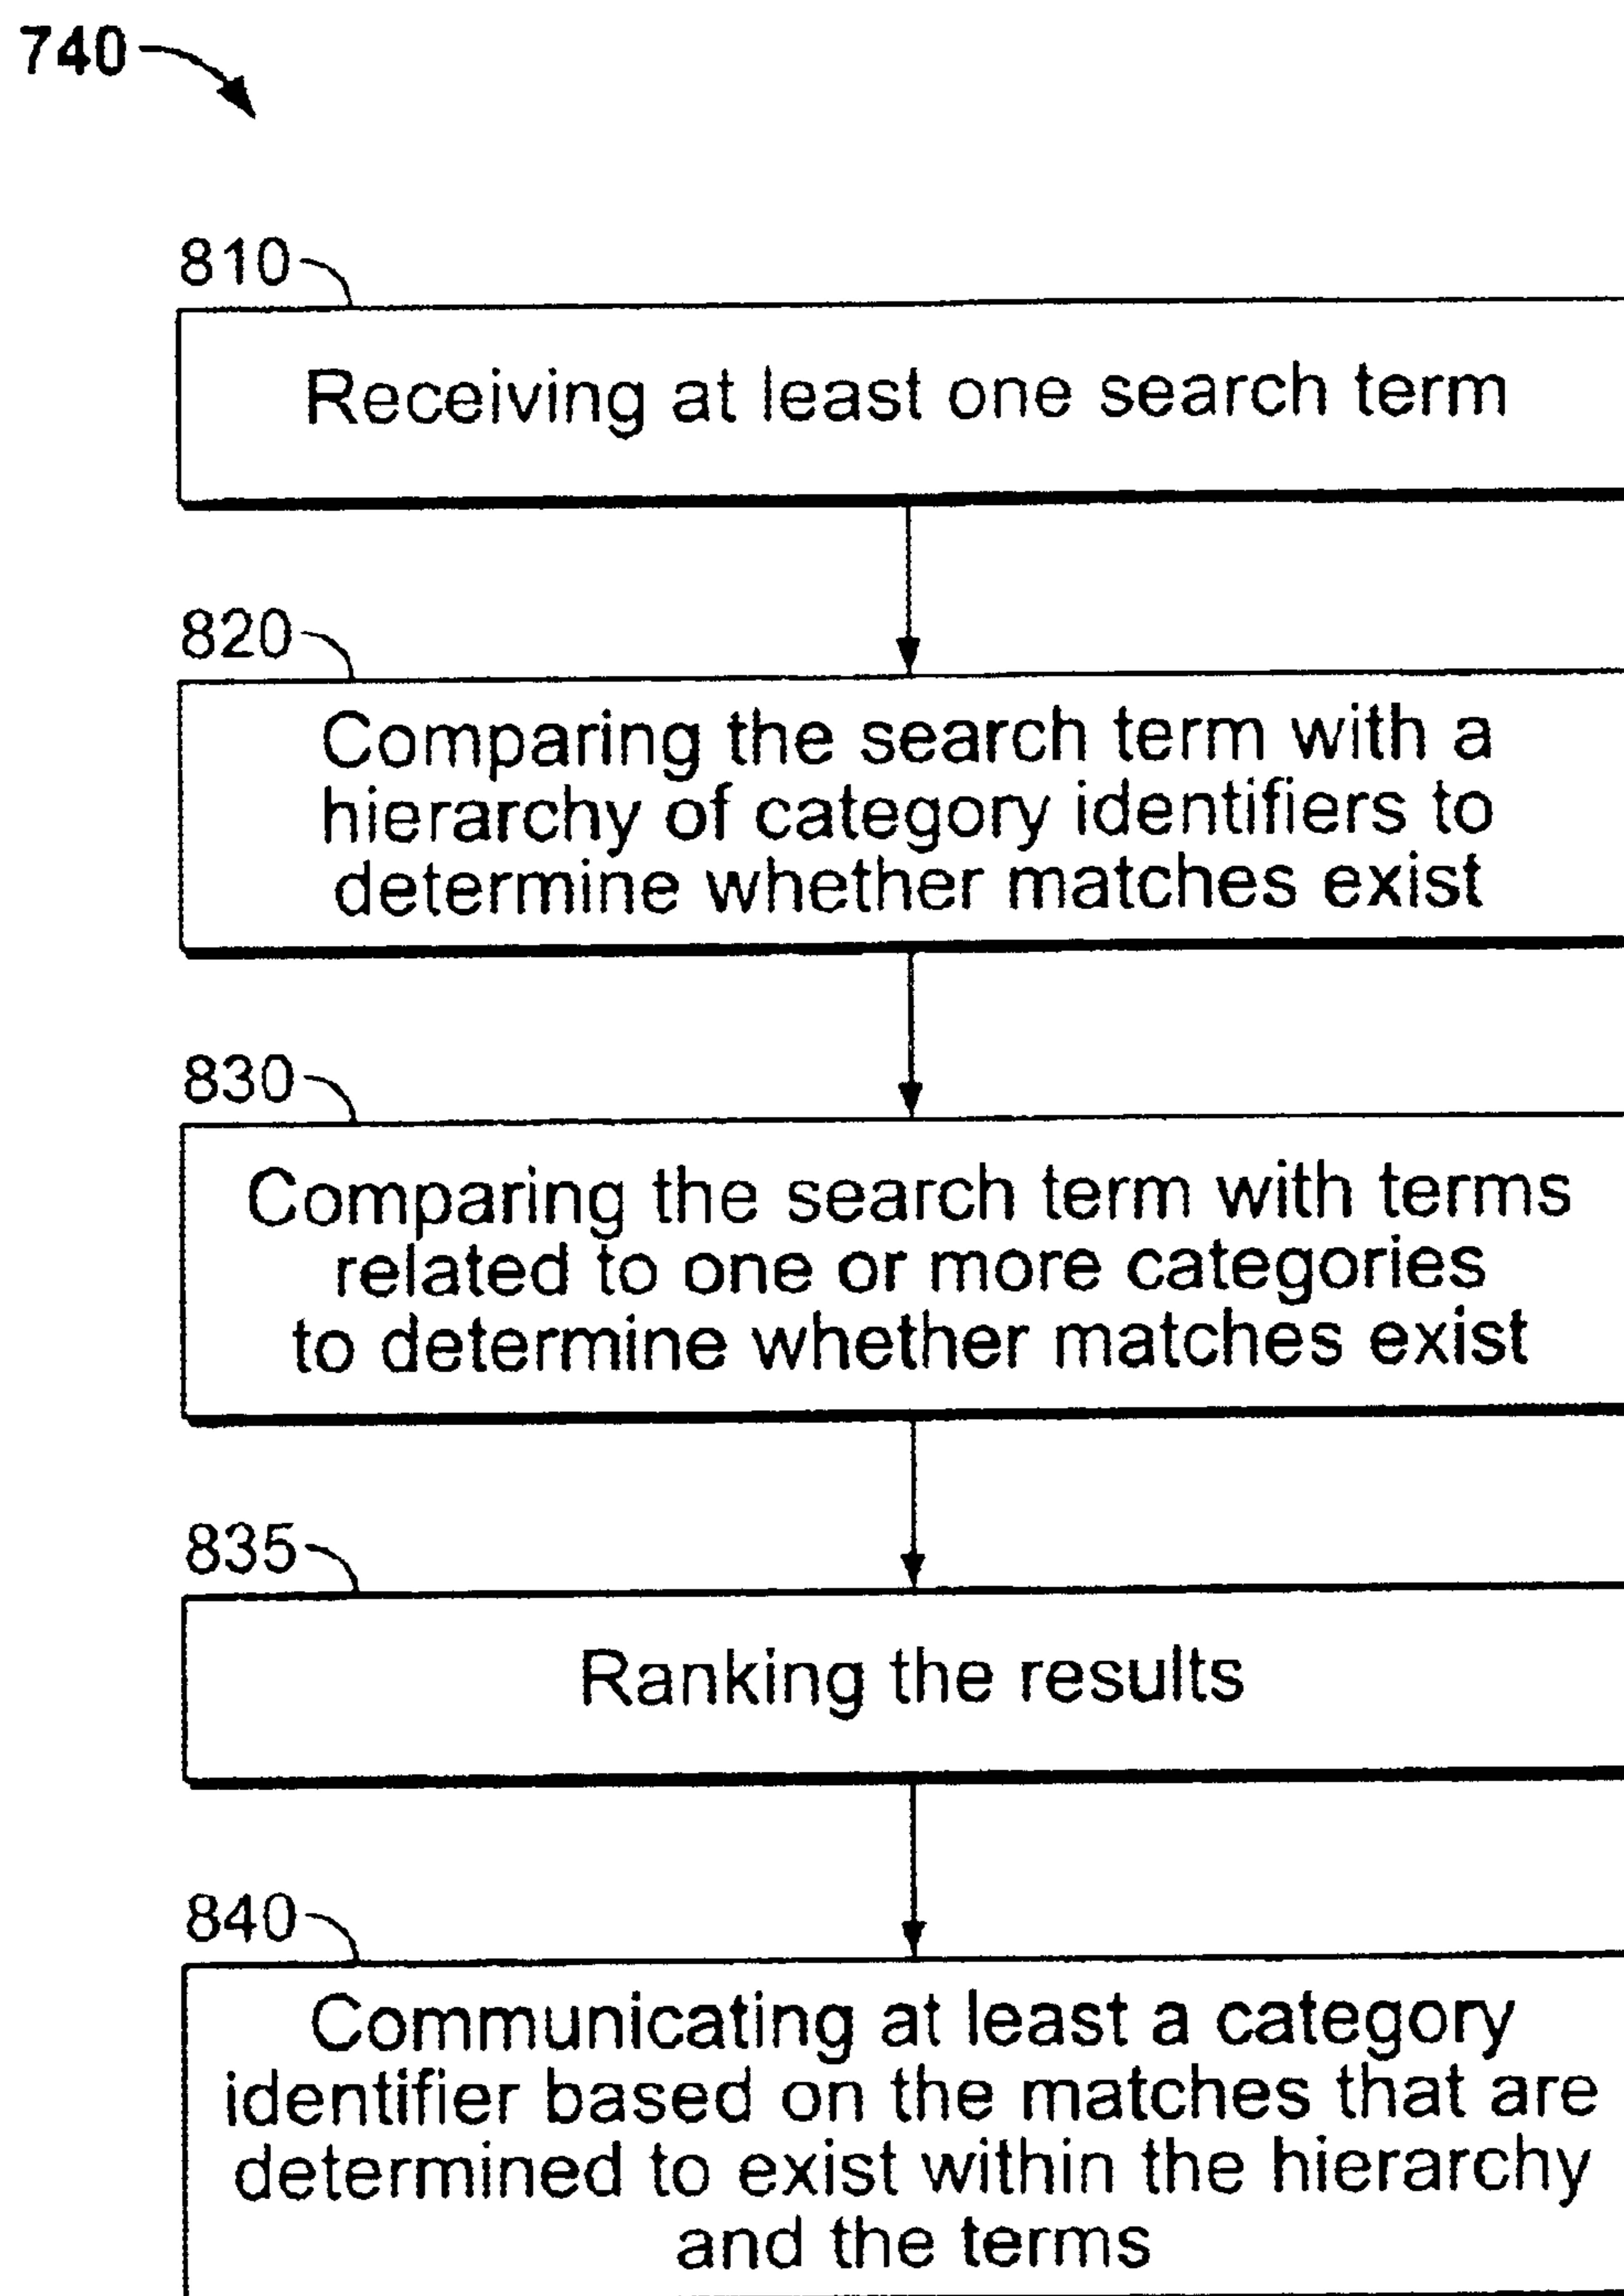 740
810
Receiving at least one search term
820
Comparing the search term with a
hierarchy of category identifiers to
determine whether matches exist
830
Comparing the search term with terms
related to one or more categories
to determine whether matches exist
835
Ranking the results
840
Communicating at least a category
identifier based on the matches that are
determined to exist within the hierarchy
and the terms